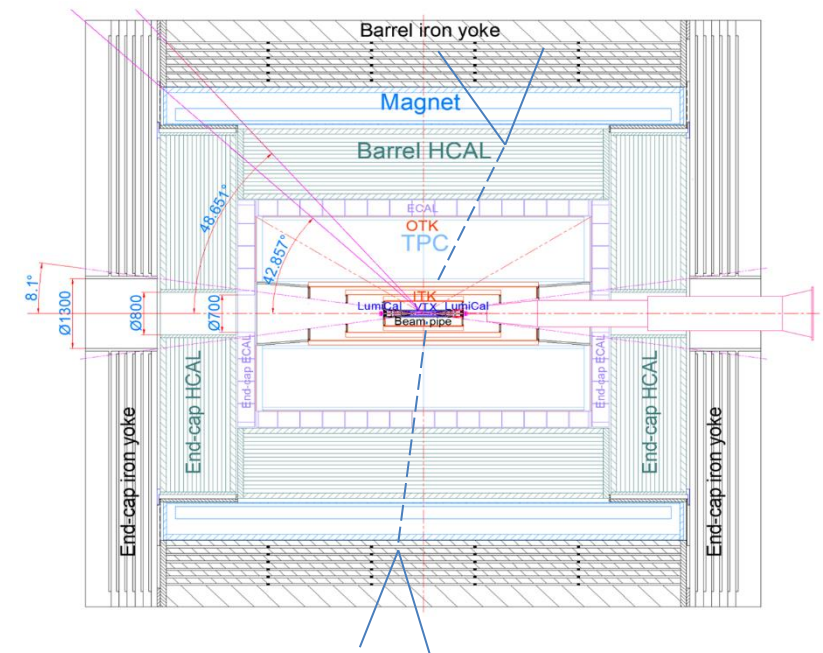 Barrel iron yoke
Magnet
Barrel HCAL
48.651°
ECAL
OTK
TPC
42.857°
8.1°
ITK
LumiCal
VTX
LumiCal
Beam pipe
Ø1300
Ø800
Ø700
End-cap HCAL
End-cap ECAL
End-cap ECAL
End-cap HCAL
End-cap iron yoke
End-cap iron yoke